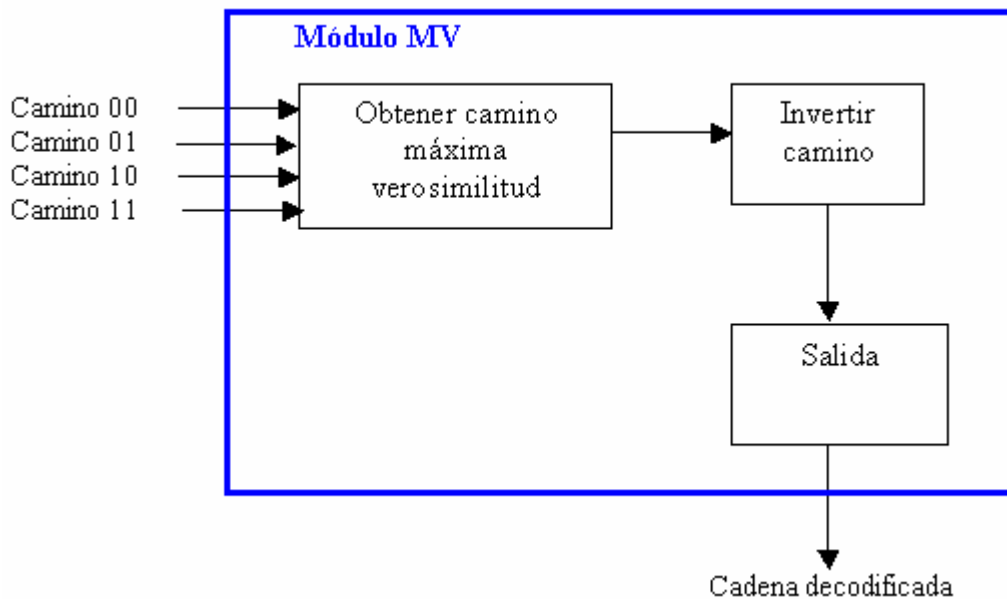 Módulo MV
Camino 00
Camino 01
Camino 10
Camino 11
Obtener camino
máxima
verosimilitud
Invertir
camino
Salida
Cadena decodificada